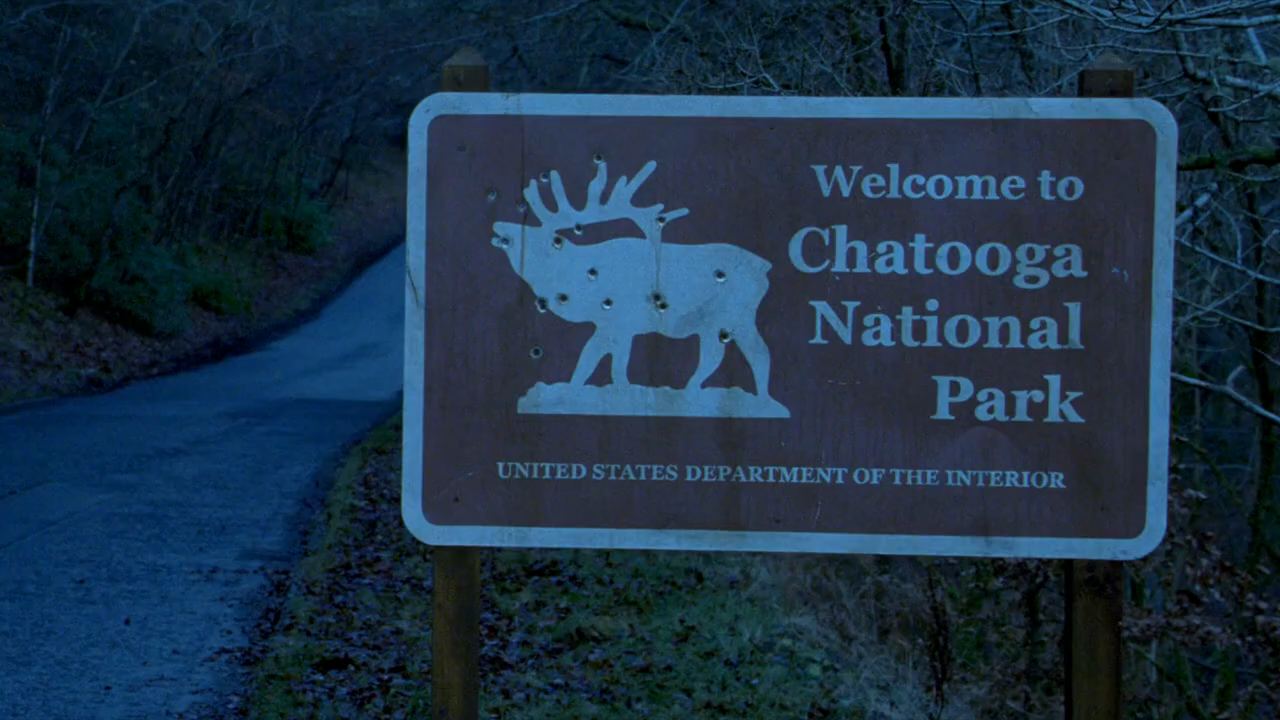 Welcome to
Chatooga
National
Park
UNITED STATES DEPARTMENT OF THE INTERIOR